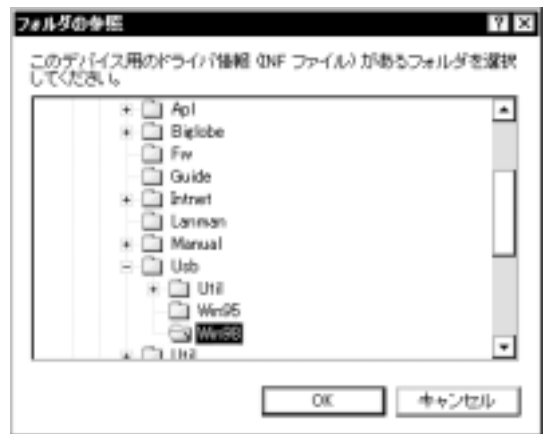 フォルダの参照
このデバイス用のドライバ情報 (INF ファイル) があるフォルダを選択
してください。
Apl
Biglobe
Fw
Guide
Intnet
Lanman
Manual
Usb
Util
Win95
Win98
Util
OK
キャンセル